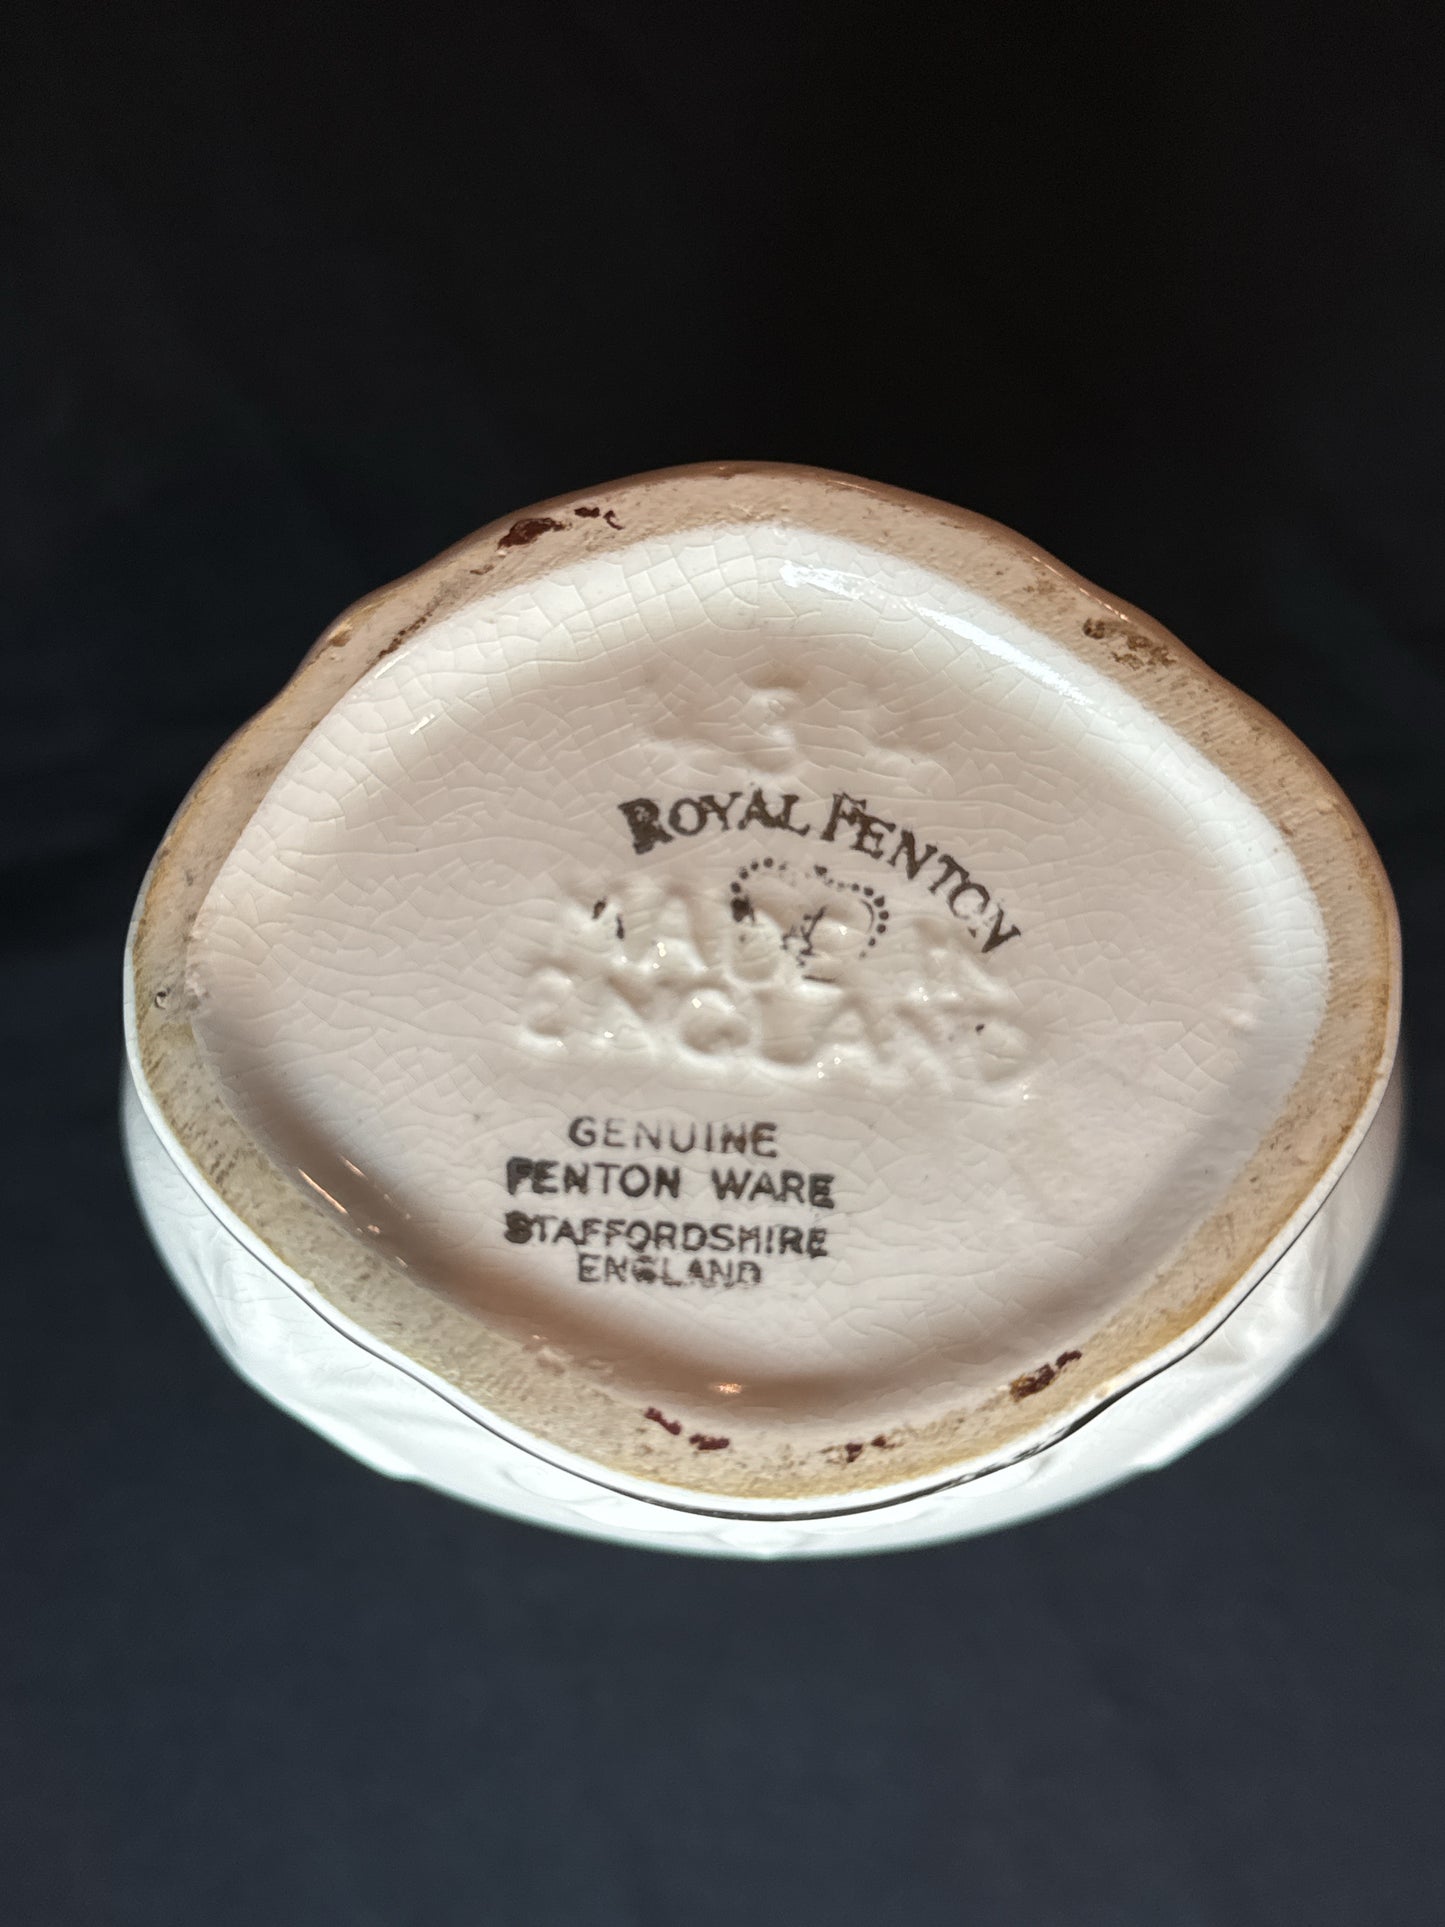 ROYAL FENTON
MADE IN
ENGLAND
GENUINE
FENTON WARE
STAFFORDSHIRE
ENGLAND